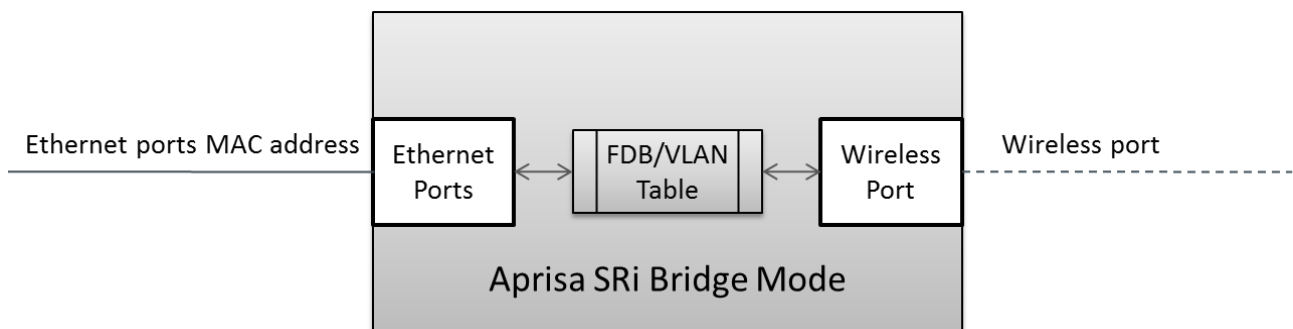 Ethernet ports MAC address
Ethernet
Ports
FDB/VLAN
Table
Wireless
Port
Wireless port
Aprisa SRi Bridge Mode